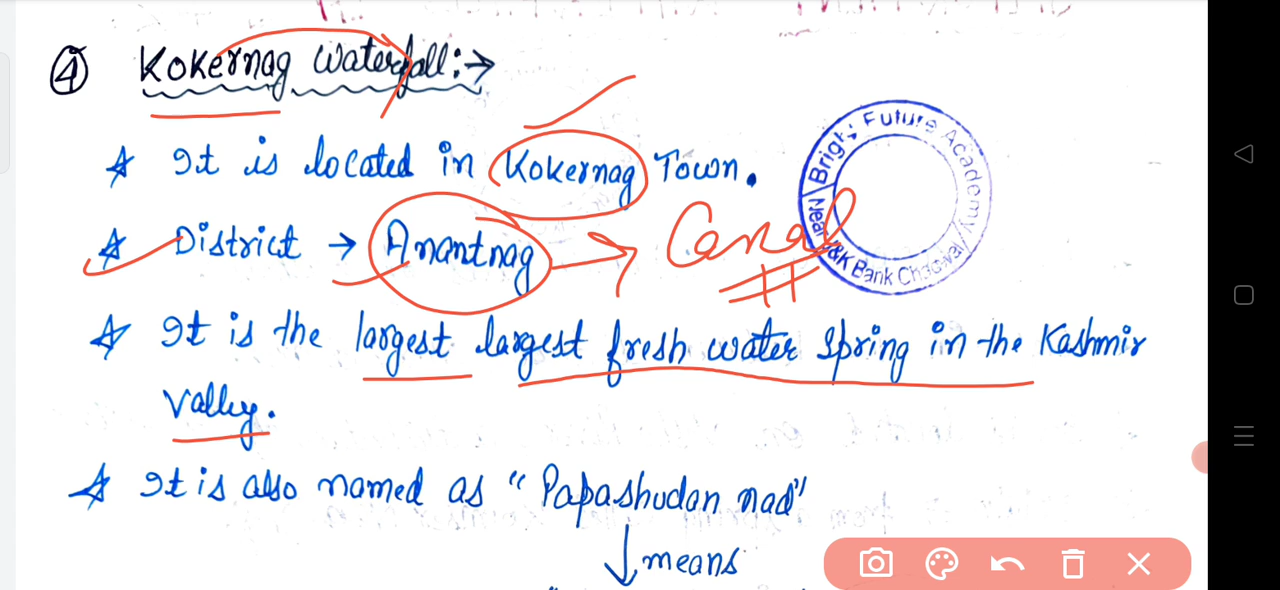 ④ Kokernag Waterfall :→
☆ It is located in Kokernag Town.
☆ District → Anantnag → Canal
☆ It is the largest largest fresh water spring in the Kashmir
Valley.
☆ It is also named as "Papashudan nad"
↓ means
Bright Future Academy
Near J&K Bank Chadwal